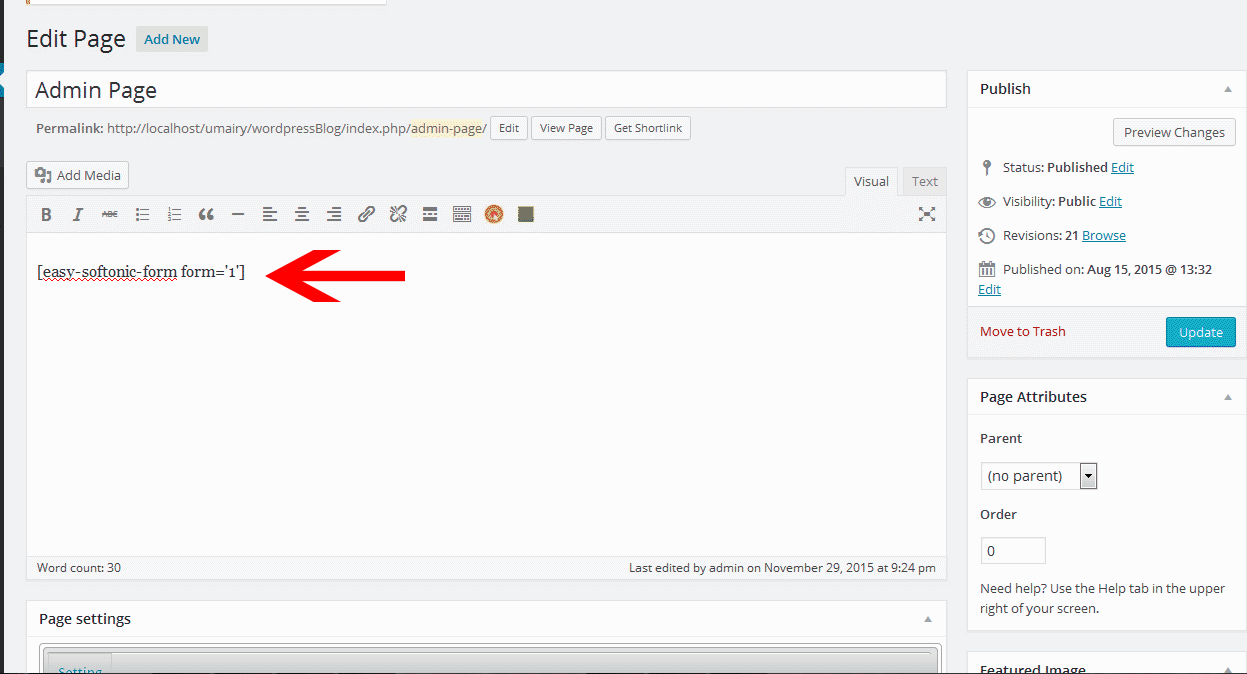 Edit Page Add New
Admin Page
Permalink: http://localhost/umairy/wordpressBlog/index.php/admin-page/ Edit View Page Get Shortlink
Add Media
Visual Text
B I ABC
[easy-softonic-form form='1']
Word count: 30 Last edited by admin on November 29, 2015 at 9:24 pm
Page settings
Setting
Publish
Preview Changes
Status: Published Edit
Visibility: Public Edit
Revisions: 21 Browse
Published on: Aug 15, 2015 @ 13:32
Edit
Move to Trash Update
Page Attributes
Parent
(no parent)
Order
0
Need help? Use the Help tab in the upper
right of your screen.
Featured Image